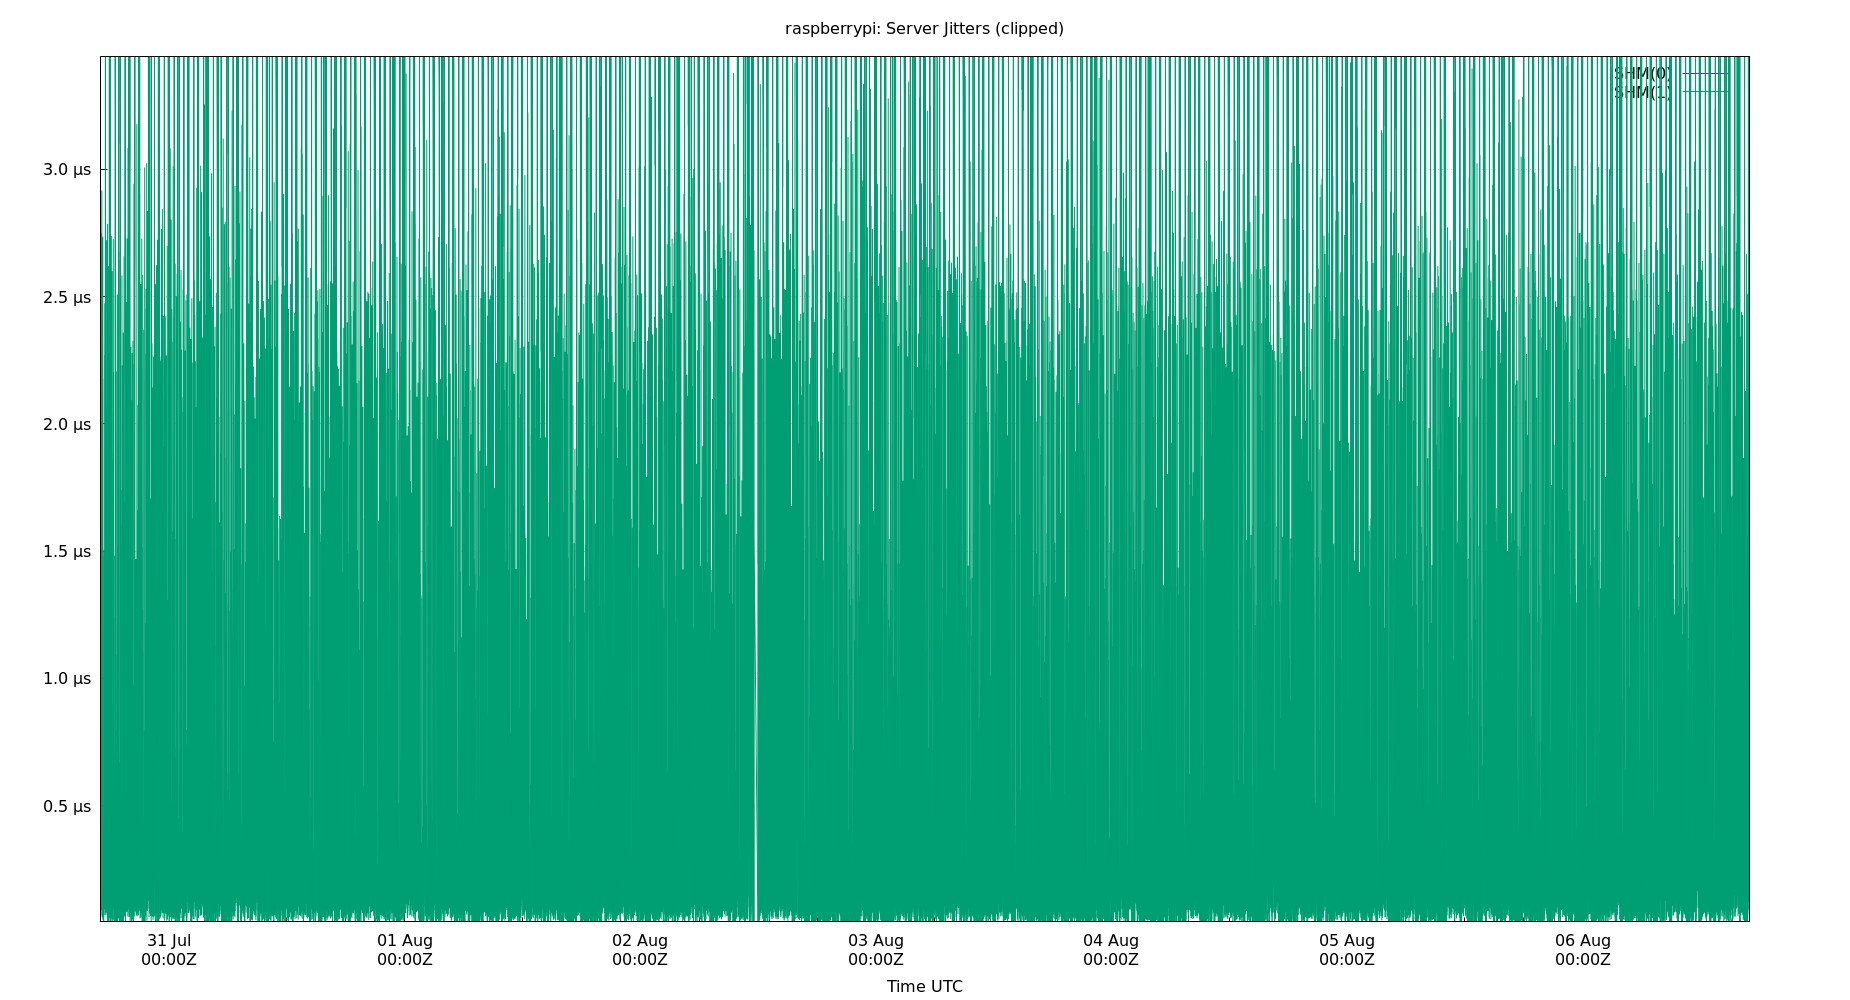 raspberrypi: Server Jitters (clipped)
SHM(0)
SHM(1)
3.0 µs
2.5 µs
2.0 µs
1.5 µs
1.0 µs
0.5 µs
31 Jul 01 Aug 02 Aug 03 Aug 04 Aug 05 Aug 06 Aug
00:00Z 00:00Z 00:00Z 00:00Z 00:00Z 00:00Z 00:00Z
Time UTC